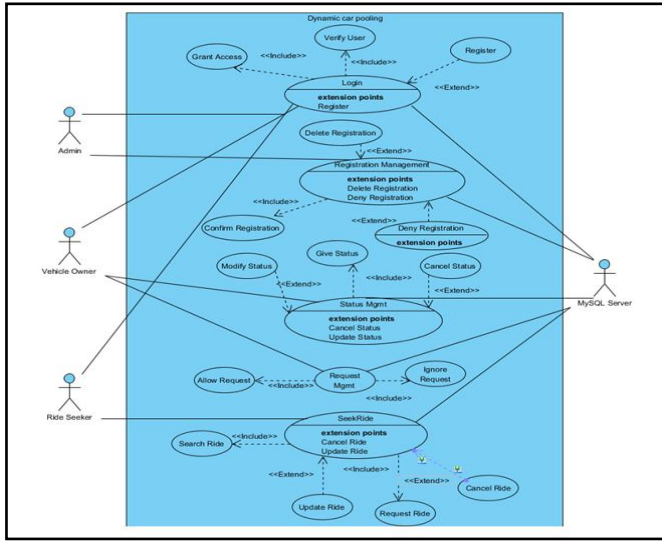 Dynamic car pooling
Verify User
Grant Access
<<Include>>
<<Include>>
Register
<<Extend>>
Login
extension points
Register
Admin
Delete Registration
<<Extend>>
Registration Management
extension points
Delete Registration
Deny Registration
<<Include>>
Confirm Registration
<<Extend>>
Deny Registration
extension points
Vehicle Owner
Give Status
Modify Status
Cancel Status
<<Include>>
<<Extend>>
<<Extend>>
Status Mgmt
extension points
Cancel Status
Update Status
MySQL Server
Allow Request
<<Include>>
Request
Mgmt
Ignore
Request
<<Include>>
Ride Seeker
SeekRide
extension points
Cancel Ride
Update Ride
Search Ride
<<Include>>
<<Extend>>
<<Include>>
<<Extend>>
Cancel Ride
Update Ride
Request Ride